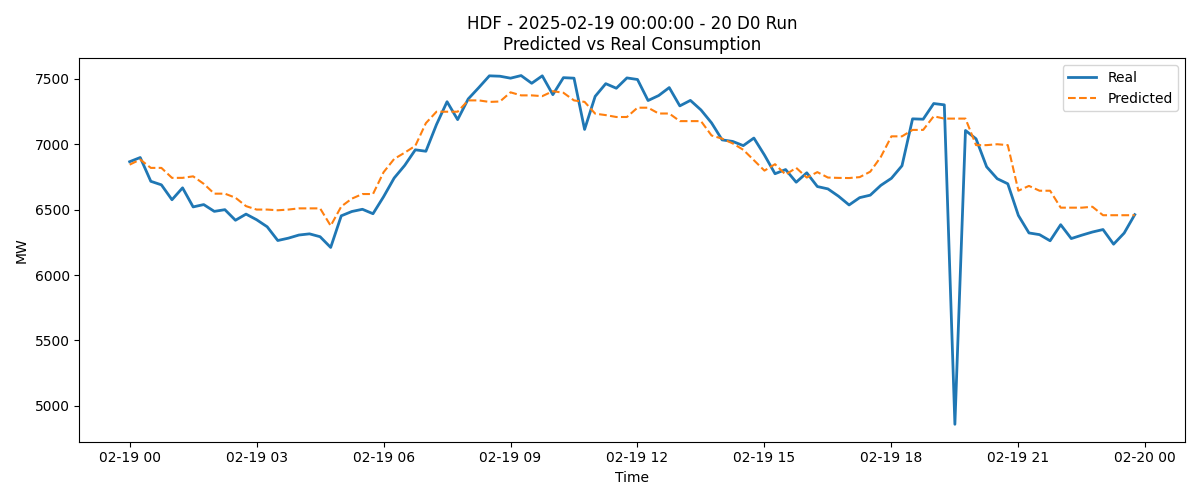 HDF - 2025-02-19 00:00:00 - 20 D0 Run
Predicted vs Real Consumption
Real
Predicted
MW
7500
7000
6500
6000
5500
5000
02-19 00
02-19 03
02-19 06
02-19 09
02-19 12
02-19 15
02-19 18
02-19 21
02-20 00
Time